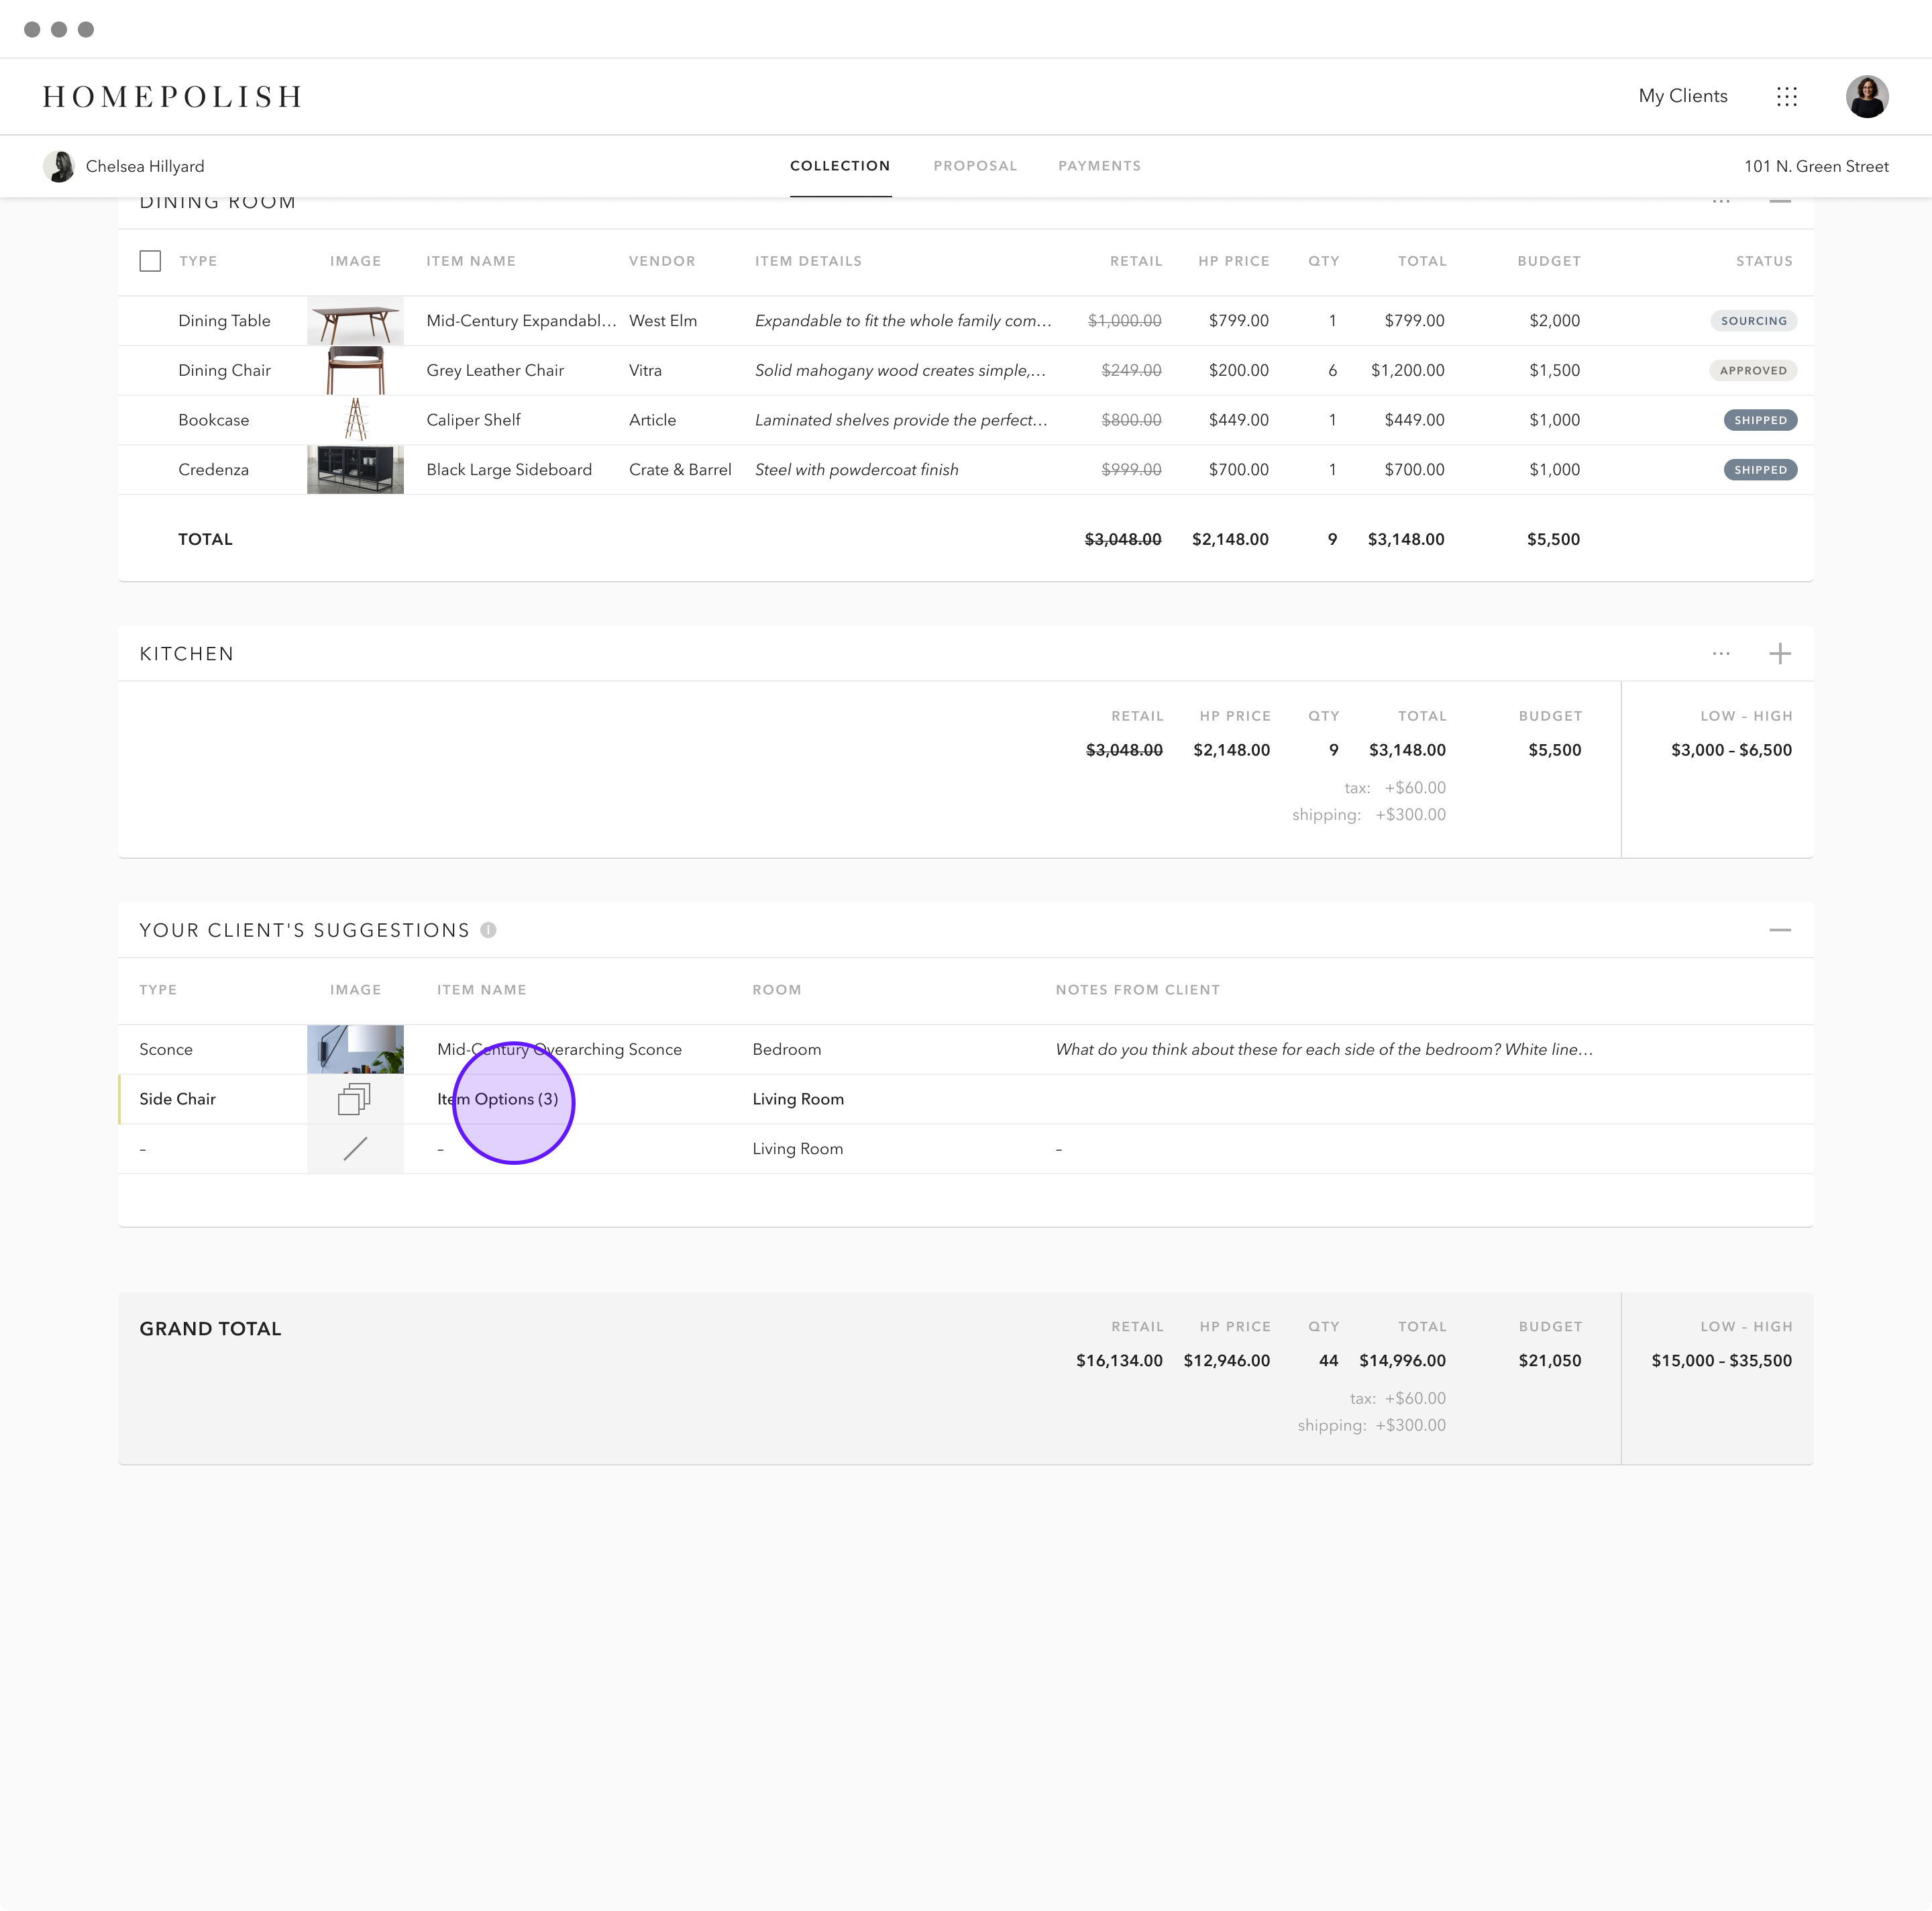 HOMEPOLISH
My Clients
Chelsea Hillyard
COLLECTION PROPOSAL PAYMENTS
101 N. Green Street
DINING ROOM
TYPE IMAGE ITEM NAME VENDOR ITEM DETAILS RETAIL HP PRICE QTY TOTAL BUDGET STATUS
Dining Table Mid-Century Expandabl... West Elm Expandable to fit the whole family com... $1,000.00 $799.00 1 $799.00 $2,000 SOURCING
Dining Chair Grey Leather Chair Vitra Solid mahogany wood creates simple,... $249.00 $200.00 6 $1,200.00 $1,500 APPROVED
Bookcase Caliper Shelf Article Laminated shelves provide the perfect... $800.00 $449.00 1 $449.00 $1,000 SHIPPED
Credenza Black Large Sideboard Crate & Barrel Steel with powdercoat finish $999.00 $700.00 1 $700.00 $1,000 SHIPPED
TOTAL $3,048.00 $2,148.00 9 $3,148.00 $5,500
KITCHEN
RETAIL HP PRICE QTY TOTAL BUDGET LOW – HIGH
$3,048.00 $2,148.00 9 $3,148.00 $5,500 $3,000 – $6,500
tax: +$60.00
shipping: +$300.00
YOUR CLIENT'S SUGGESTIONS i
TYPE IMAGE ITEM NAME ROOM NOTES FROM CLIENT
Sconce Mid-Century Overarching Sconce Bedroom What do you think about these for each side of the bedroom? White line...
Side Chair Item Options (3) Living Room
– – Living Room –
GRAND TOTAL
RETAIL HP PRICE QTY TOTAL BUDGET LOW – HIGH
$16,134.00 $12,946.00 44 $14,996.00 $21,050 $15,000 – $35,500
tax: +$60.00
shipping: +$300.00